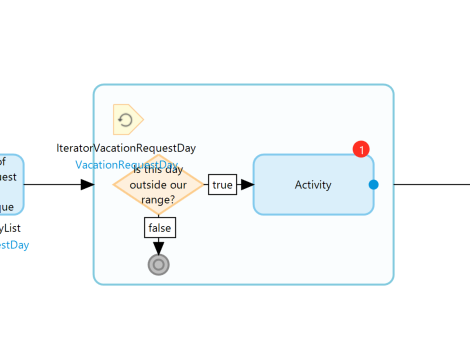 of
uest
que
yList
estDay
IteratorVacationRequestDay
VacationRequestDay
Is this day
outside our
range?
true
false
Activity
1